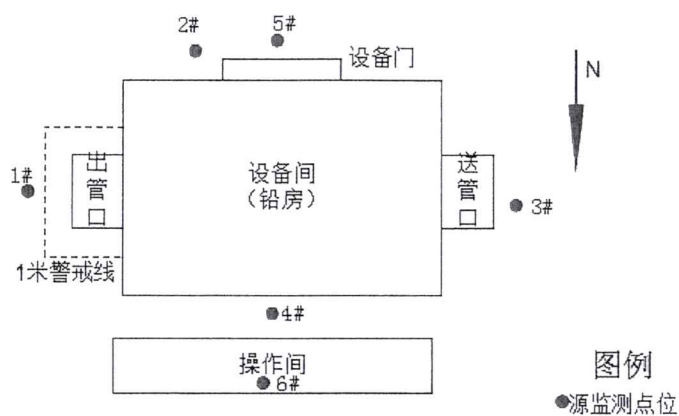 2#
5#
设备门
N
1#
出管口
设备间
（铅房）
送管口
3#
1米警戒线
4#
操作间
6#
图例
源监测点位